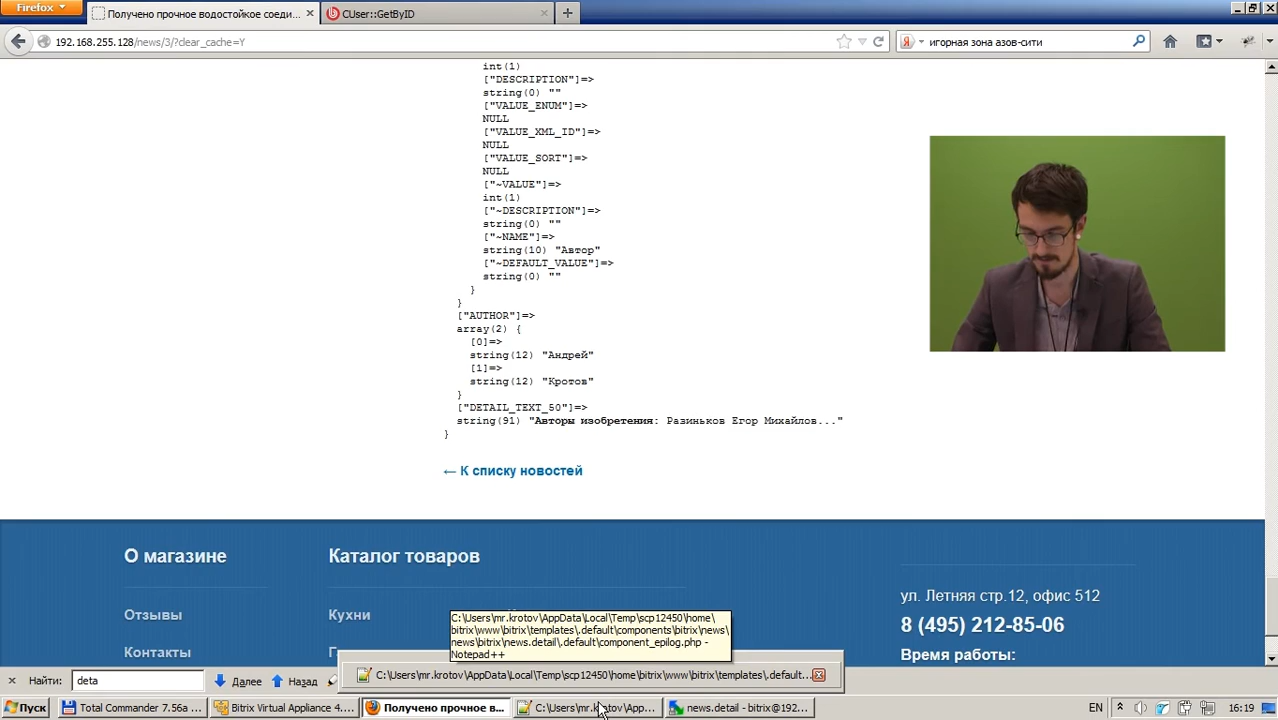 Firefox
Получено прочное водостойкое соеди...
CUser::GetByID
192.168.255.128/news/3/?clear_cache=Y
игорная зона азов-сити
int(1)
["DESCRIPTION"]=>
string(0) ""
["VALUE_ENUM"]=>
NULL
["VALUE_XML_ID"]=>
NULL
["VALUE_SORT"]=>
NULL
["~VALUE"]=>
int(1)
["~DESCRIPTION"]=>
string(0) ""
["~NAME"]=>
string(10) "Автор"
["~DEFAULT_VALUE"]=>
string(0) ""
}
}
["AUTHOR"]=>
array(2) {
[0]=>
string(12) "Андрей"
[1]=>
string(12) "Кротов"
}
["DETAIL_TEXT_50"]=>
string(91) "Авторы изобретения: Разиньков Егор Михайлов..."
}
← К списку новостей
О магазине
Каталог товаров
ул. Летняя стр.12, офис 512
Отзывы
Кухни
8 (495) 212-85-06
Контакты
Время работы:
C:\Users\mr.krotov\AppData\Local\Temp\scp12450\home\
bitrix\www\bitrix\templates\.default\components\bitrix\news\
news\bitrix\news.detail\.default\component_epilog.php -
Notepad++
C:\Users\mr.krotov\AppData\Local\Temp\scp12450\home\bitrix\www\bitrix\templates\.default...
Найти: deta Далее Назад
Пуск
Total Commander 7.56a ...
Bitrix Virtual Appliance 4....
Получено прочное в...
C:\Users\mr.krotov\App...
news.detail - bitrix@192...
EN
16:19